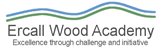 Ercall Wood Academy
Excellence through challenge and initiative